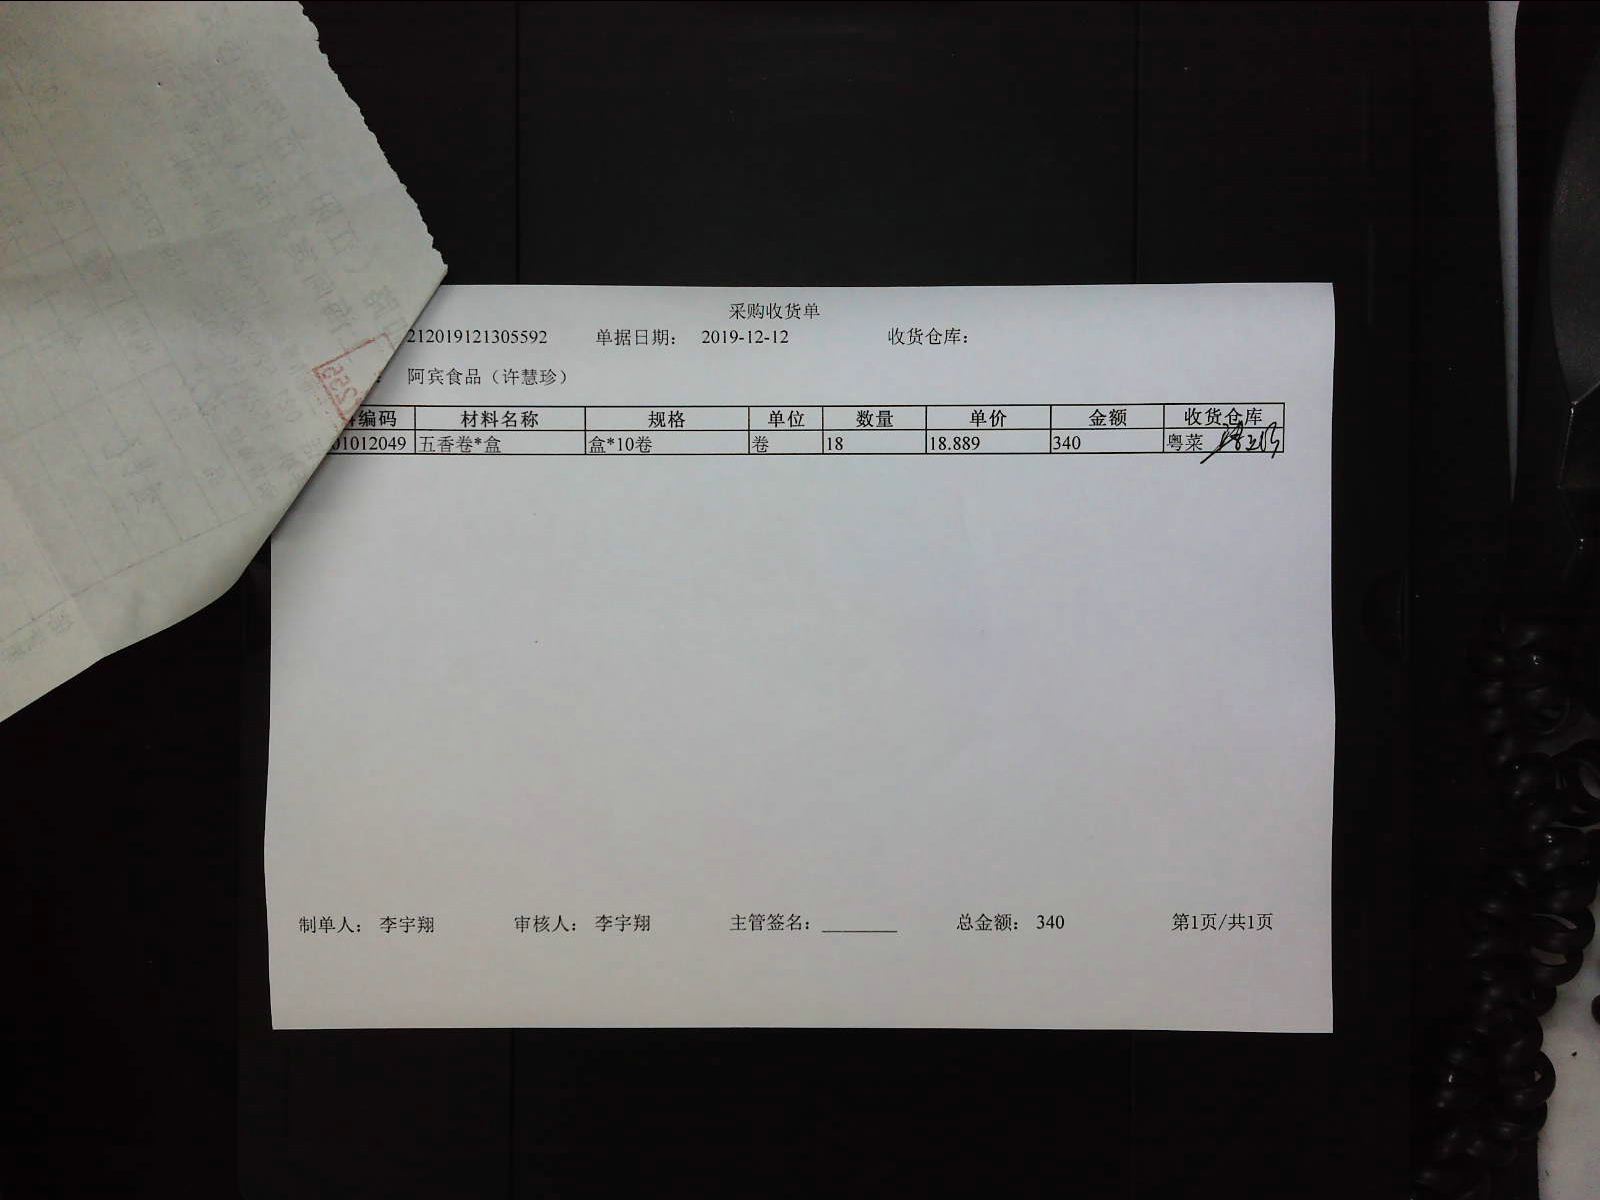 采购收货单
212019121305592 单据日期： 2019-12-12 收货仓库：
阿宾食品（许慧珍）
编码 材料名称 规格 单位 数量 单价 金额 收货仓库
01012049 五香卷*盒 盒*10卷 卷 18 18.889 340 粤菜
制单人： 李宇翔 审核人： 李宇翔 主管签名： 总金额： 340 第1页/共1页